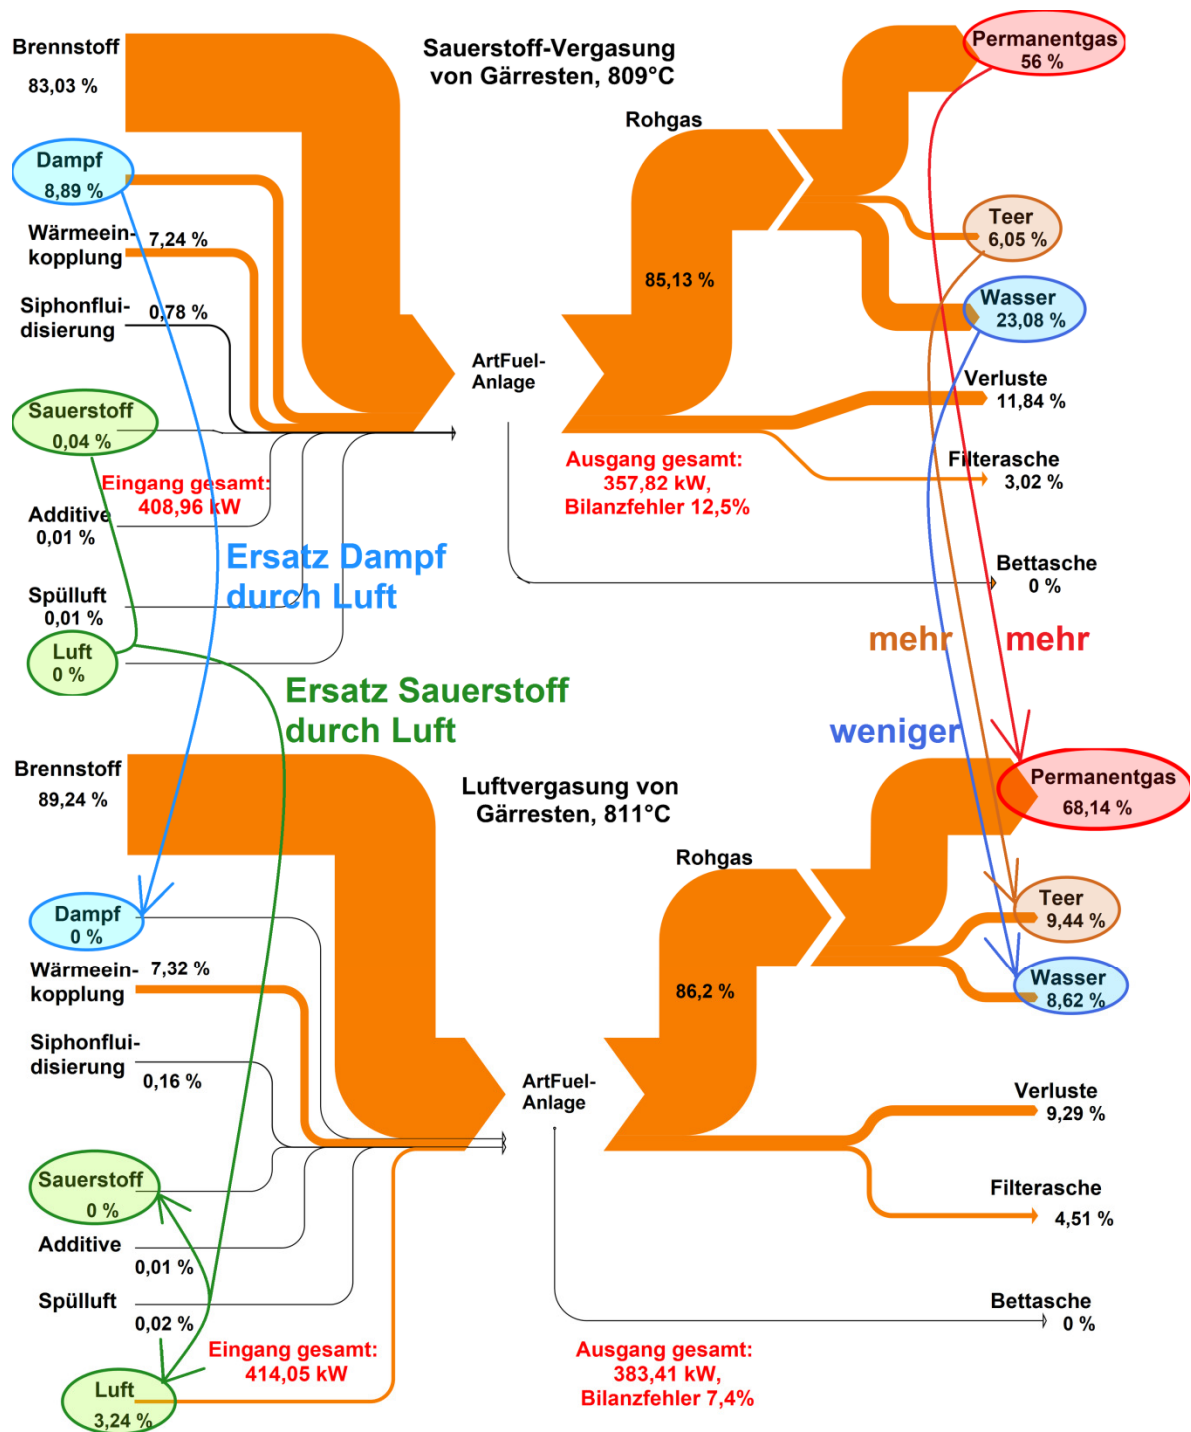 Sauerstoff-Vergasung
von Gärresten, 809°C
Brennstoff
83,03 %
Dampf
8,89 %
Wärmeein-
kopplung
7,24 %
Siphonflui-
disierung
0,78 %
Sauerstoff
0,04 %
Eingang gesamt:
408,96 kW
Additive
0,01 %
Spülluft
0,01 %
Luft
0 %
ArtFuel-
Anlage
Rohgas
85,13 %
Permanentgas
56 %
Teer
6,05 %
Wasser
23,08 %
Verluste
11,84 %
Filterasche
3,02 %
Ausgang gesamt:
357,82 kW,
Bilanzfehler 12,5%
Bettasche
0 %
Ersatz Dampf
durch Luft
Ersatz Sauerstoff
durch Luft
mehr
mehr
weniger
Luftvergasung von
Gärresten, 811°C
Brennstoff
89,24 %
Dampf
0 %
Wärmeein-
kopplung
7,32 %
Siphonflui-
disierung
0,16 %
Sauerstoff
0 %
Additive
0,01 %
Spülluft
0,02 %
Eingang gesamt:
414,05 kW
Luft
3,24 %
ArtFuel-
Anlage
Rohgas
86,2 %
Permanentgas
68,14 %
Teer
9,44 %
Wasser
8,62 %
Verluste
9,29 %
Filterasche
4,51 %
Bettasche
0 %
Ausgang gesamt:
383,41 kW,
Bilanzfehler 7,4%